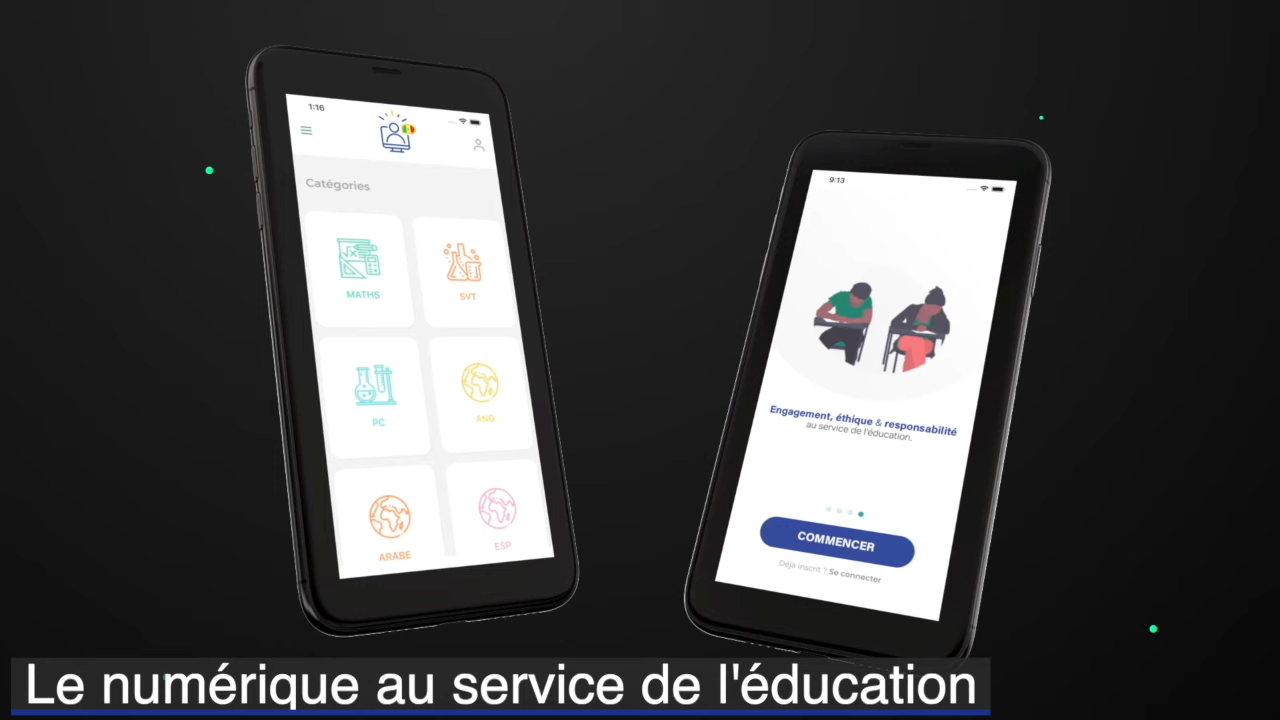 1:16
Catégories
MATHS
SVT
PC
ANG
ARABE
ESP
9:13
Engagement, éthique & responsabilité
au service de l'éducation.
COMMENCER
Déjà inscrit ? Se connecter
Le numérique au service de l'éducation